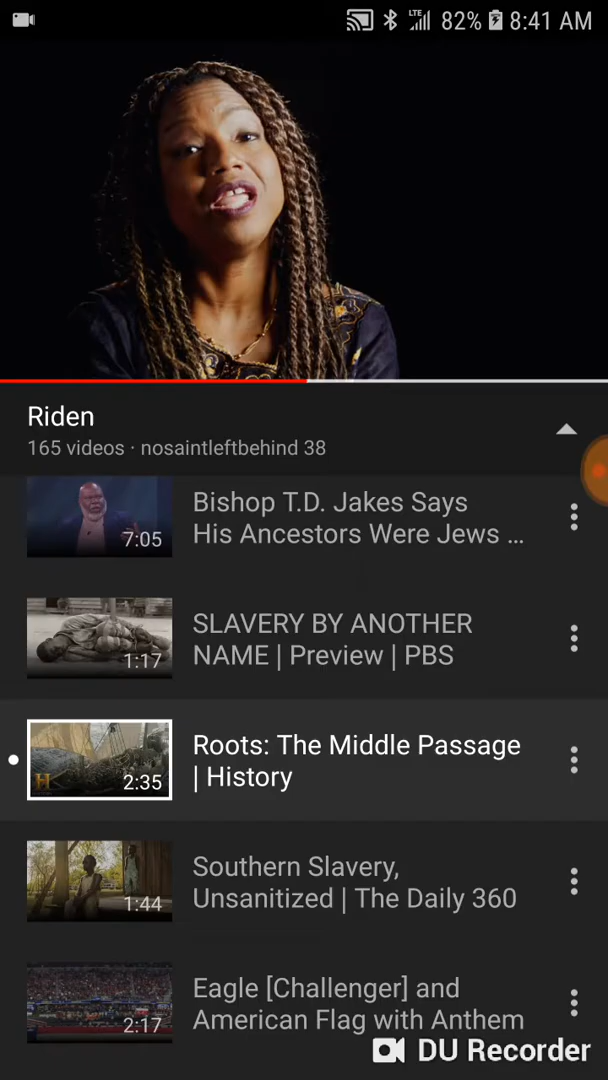 LTE 82% 8:41 AM
Riden
165 videos · nosaintleftbehind 38
Bishop T.D. Jakes Says
His Ancestors Were Jews ...
7:05
SLAVERY BY ANOTHER
NAME | Preview | PBS
1:17
Roots: The Middle Passage
| History
H
2:35
Southern Slavery,
Unsanitized | The Daily 360
1:44
Eagle [Challenger] and
American Flag with Anthem
2:17
DU Recorder